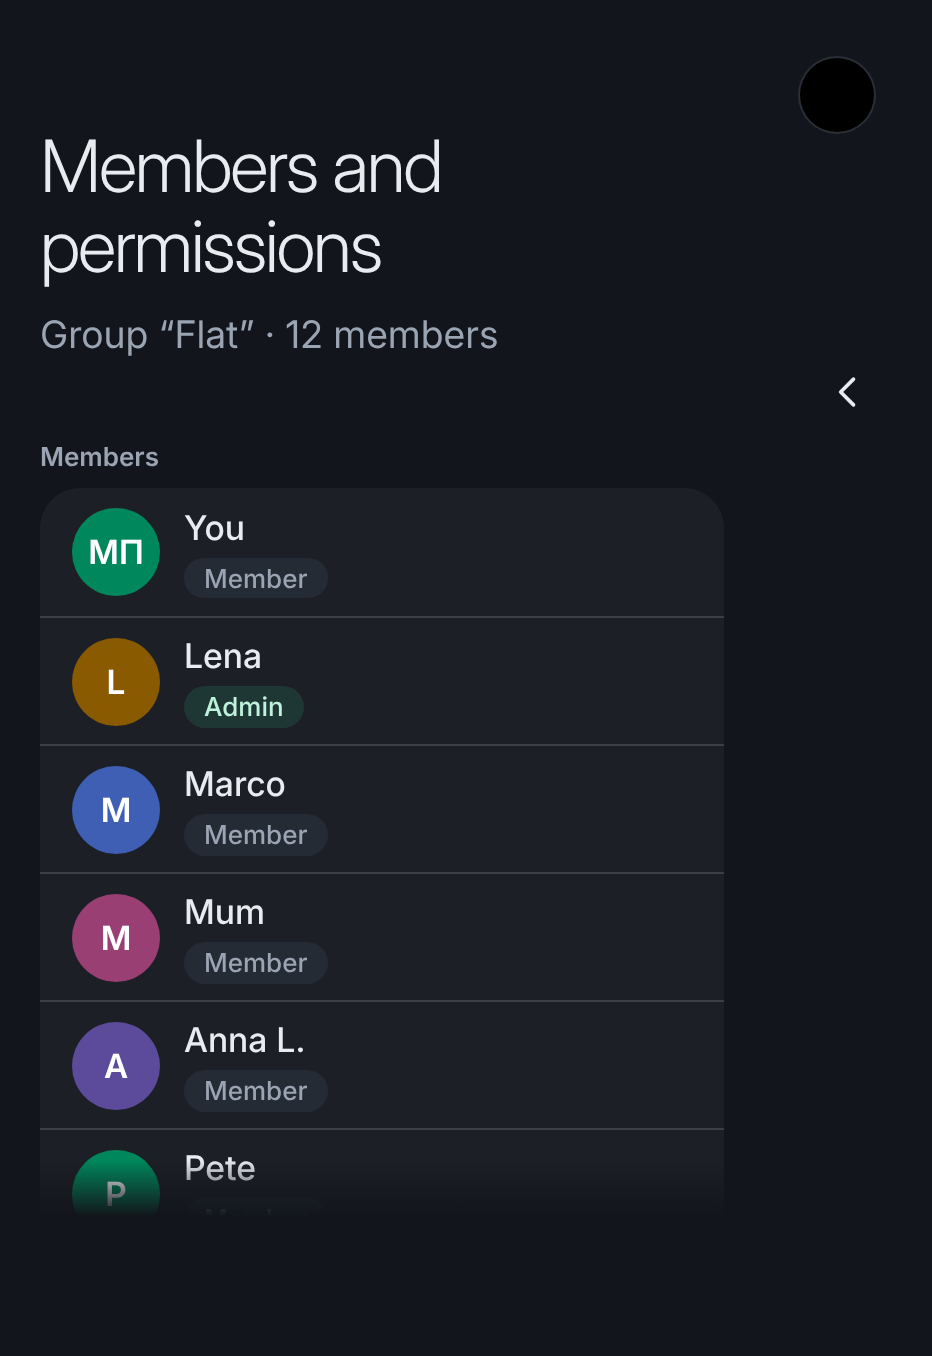 Members and
permissions
Group “Flat” · 12 members
Members
МП
You
Member
L
Lena
Admin
M
Marco
Member
M
Mum
Member
A
Anna L.
Member
P
Pete